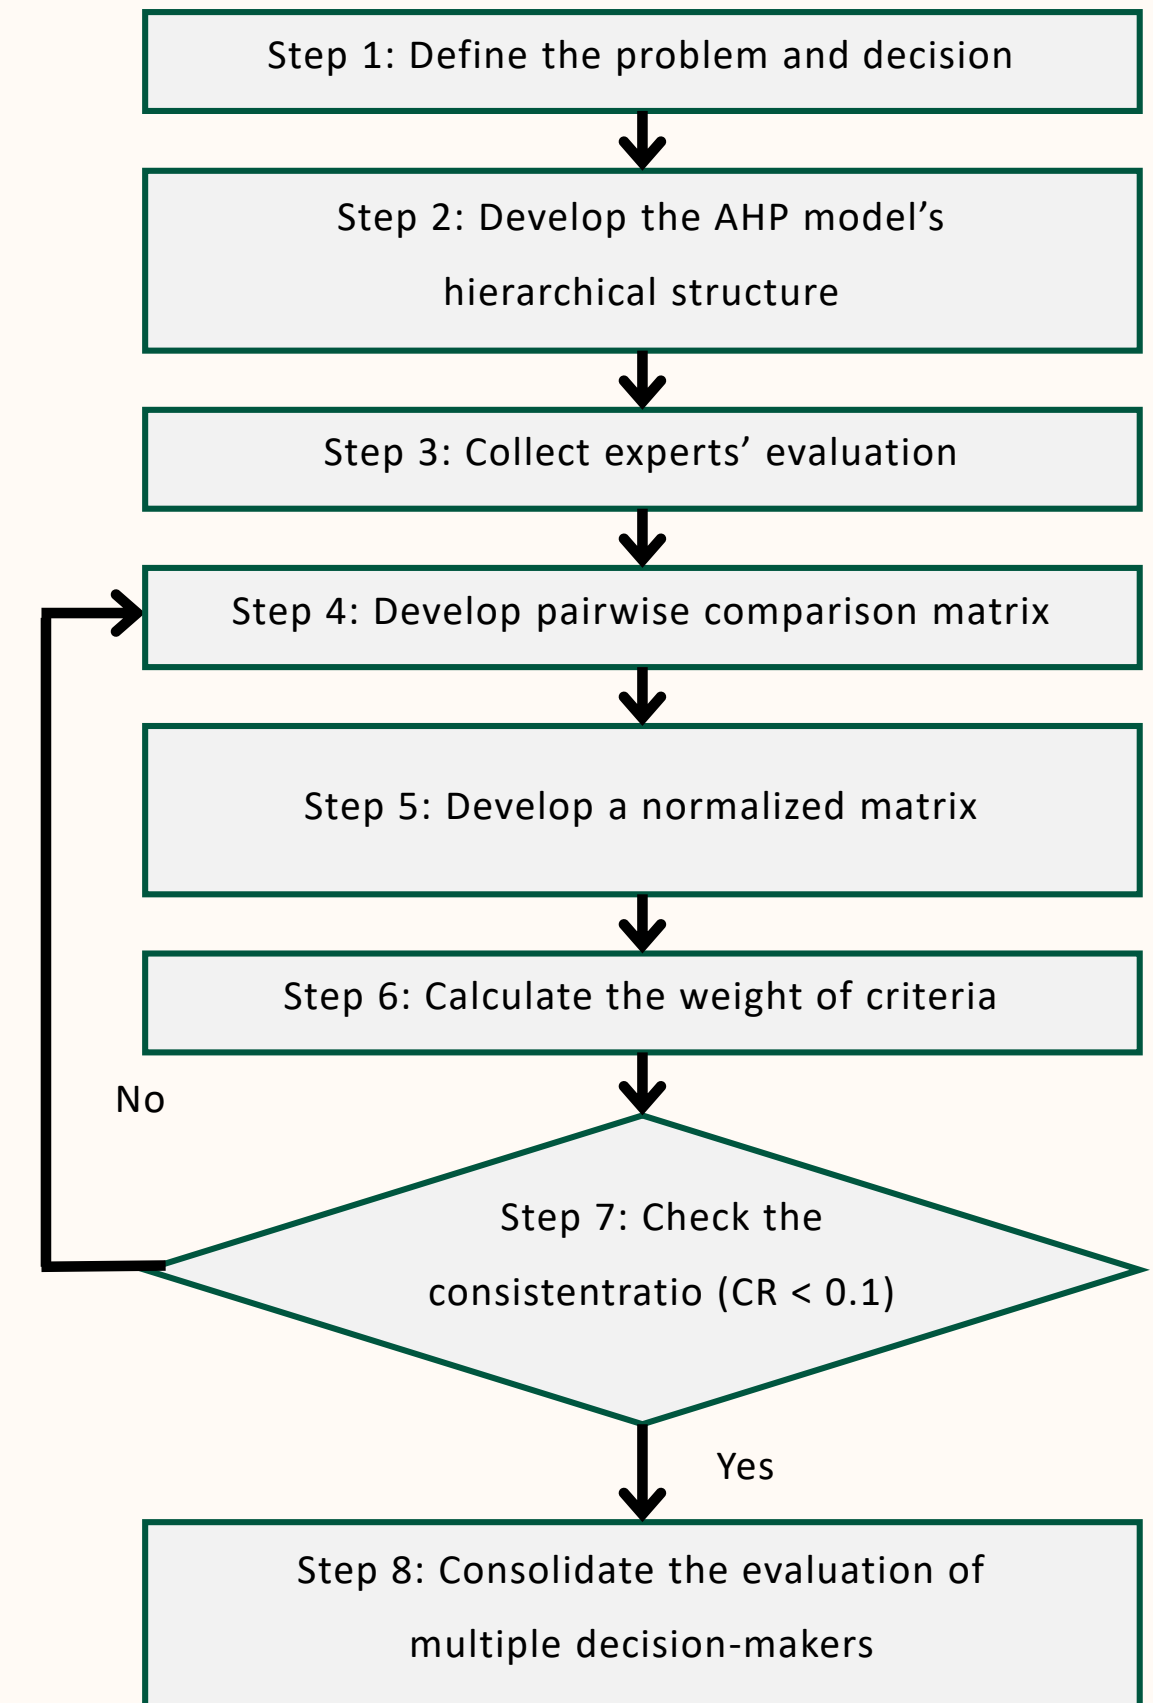 Step 1: Define the problem and decision
Step 2: Develop the AHP model’s
hierarchical structure
Step 3: Collect experts’ evaluation
Step 4: Develop pairwise comparison matrix
Step 5: Develop a normalized matrix
Step 6: Calculate the weight of criteria
No
Step 7: Check the
consistentratio (CR < 0.1)
Yes
Step 8: Consolidate the evaluation of
multiple decision-makers